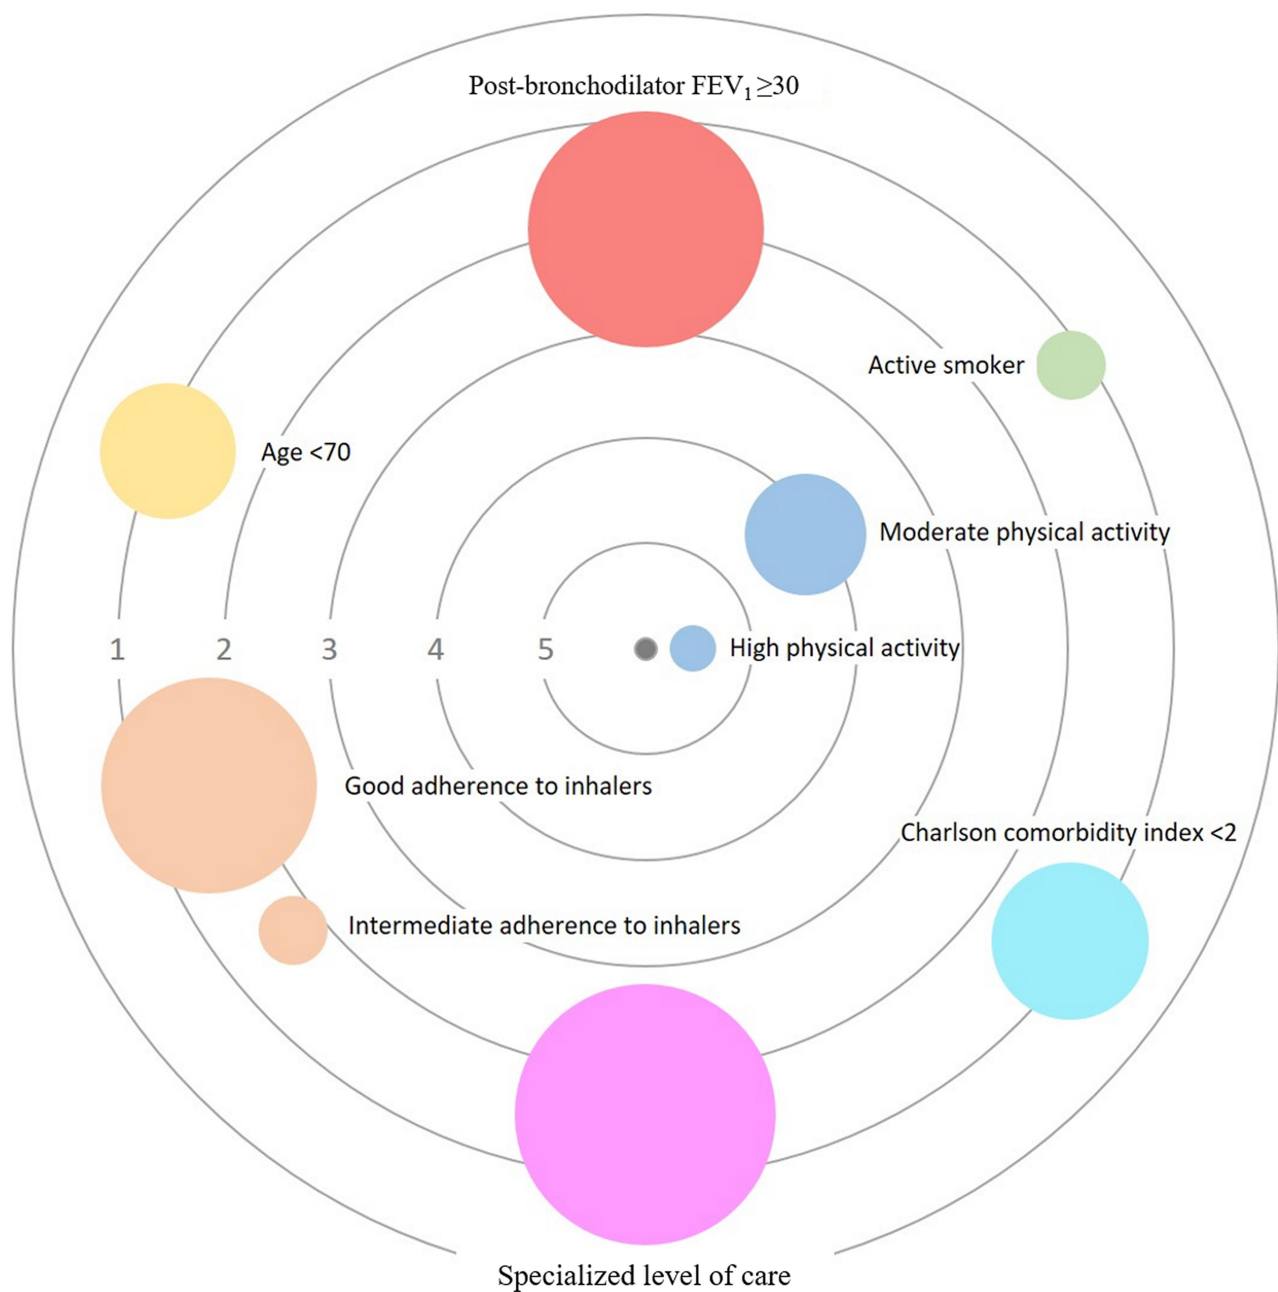 Post-bronchodilator FEV₁ ≥30
Active smoker
Age <70
Moderate physical activity
1 2 3 4 5
High physical activity
Good adherence to inhalers
Charlson comorbidity index <2
Intermediate adherence to inhalers
Specialized level of care